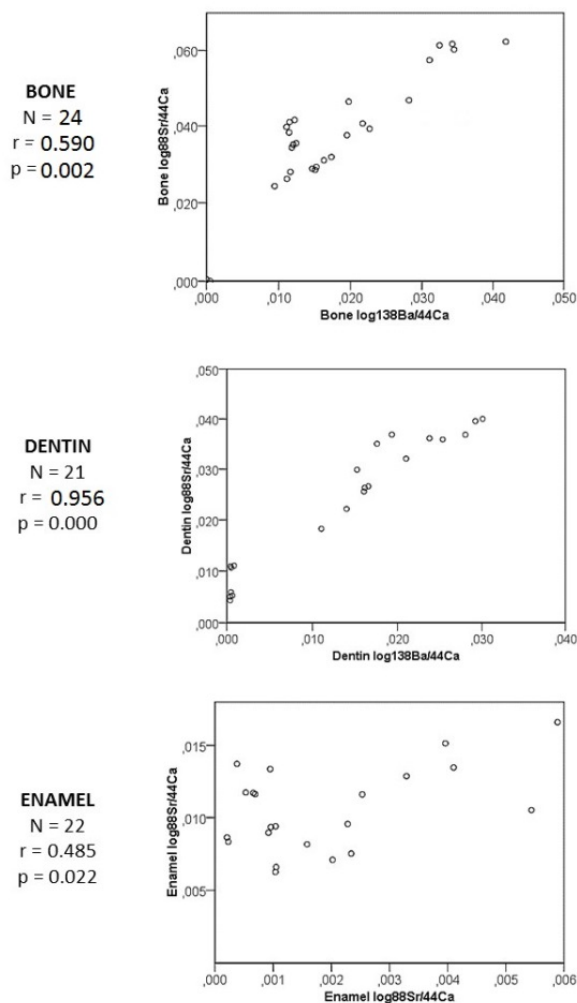 BONE
N = 24
r = 0.590
p = 0.002
Bone log88Sr/44Ca
,060
,040
,020
,000
,000
,010
,020
,030
,040
,050
Bone log138Ba/44Ca
DENTIN
N = 21
r = 0.956
p = 0.000
Dentin log88Sr/44Ca
,050
,040
,030
,020
,010
,000
,000
,010
,020
,030
,040
Dentin log138Ba/44Ca
ENAMEL
N = 22
r = 0.485
p = 0.022
Enamel log88Sr/44Ca
,015
,010
,005
,000
,001
,002
,003
,004
,005
,006
Enamel log88Sr/44Ca